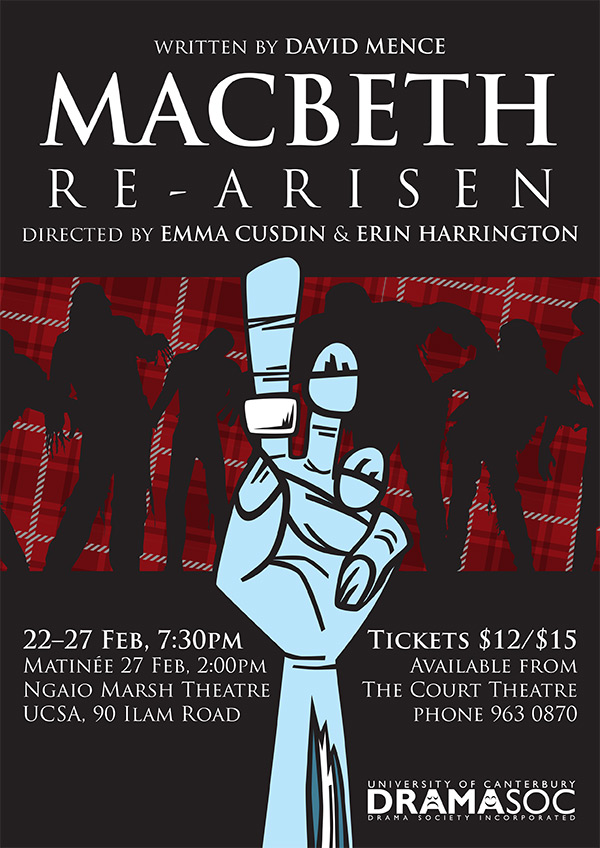 WRITTEN BY DAVID MENCE
MACBETH
RE-ARISEN
DIRECTED BY EMMA CUSDIN & ERIN HARRINGTON
22–27 FEB, 7:30PM
MATINÉE 27 FEB, 2:00PM
NGAIO MARSH THEATRE
UCSA, 90 ILAM ROAD
TICKETS $12/$15
AVAILABLE FROM
THE COURT THEATRE
PHONE 963 0870
UNIVERSITY OF CANTERBURY
DRAMASOC
DRAMA SOCIETY INCORPORATED